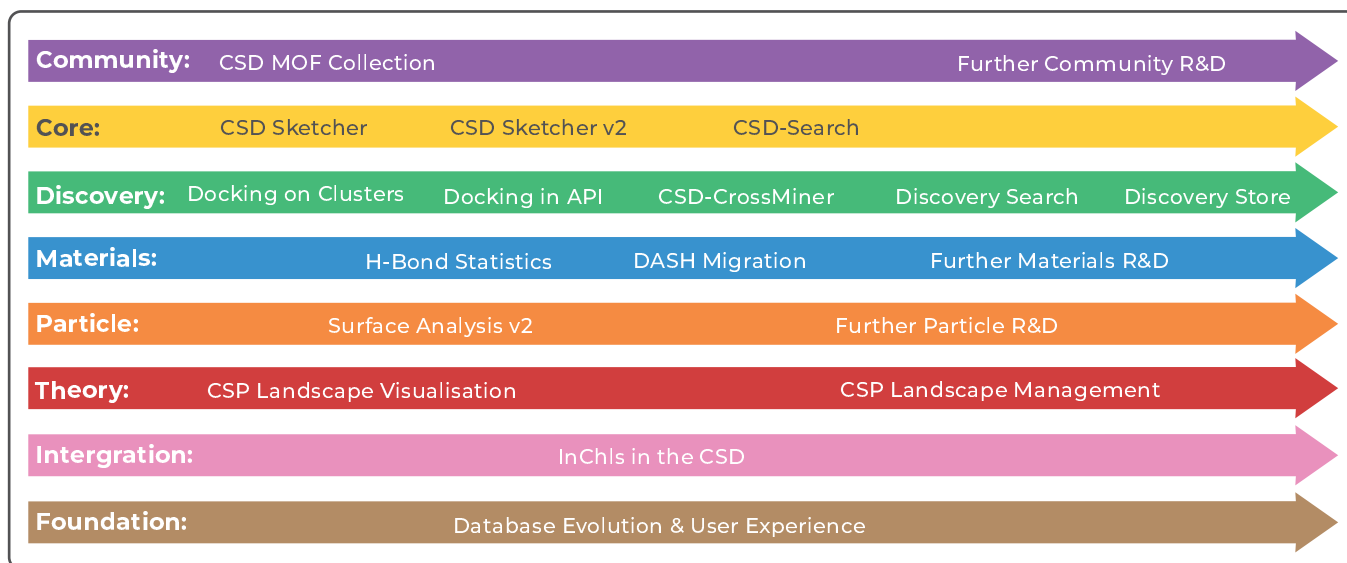 Community: CSD MOF Collection Further Community R&D
Core: CSD Sketcher CSD Sketcher v2 CSD-Search
Discovery: Docking on Clusters Docking in API CSD-CrossMiner Discovery Search Discovery Store
Materials: H-Bond Statistics DASH Migration Further Materials R&D
Particle: Surface Analysis v2 Further Particle R&D
Theory: CSP Landscape Visualisation CSP Landscape Management
Intergration: InChIs in the CSD
Foundation: Database Evolution & User Experience